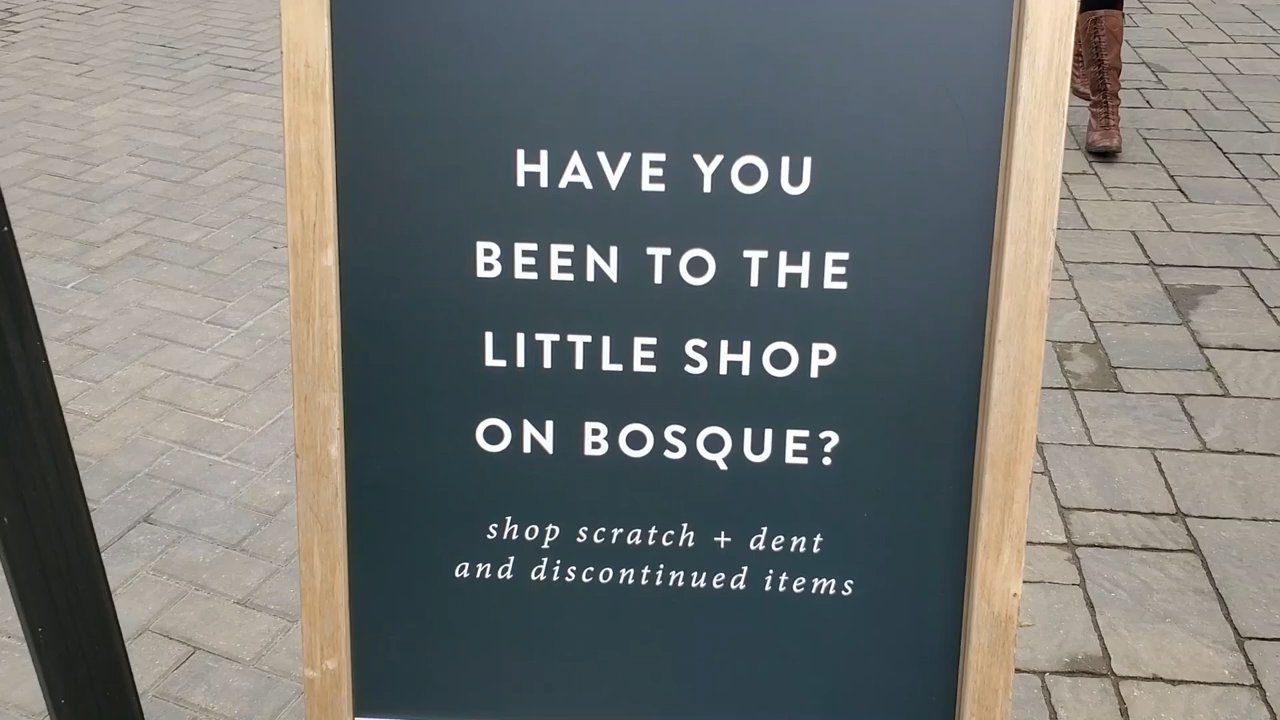 HAVE YOU
BEEN TO THE
LITTLE SHOP
ON BOSQUE?
shop scratch + dent
and discontinued items